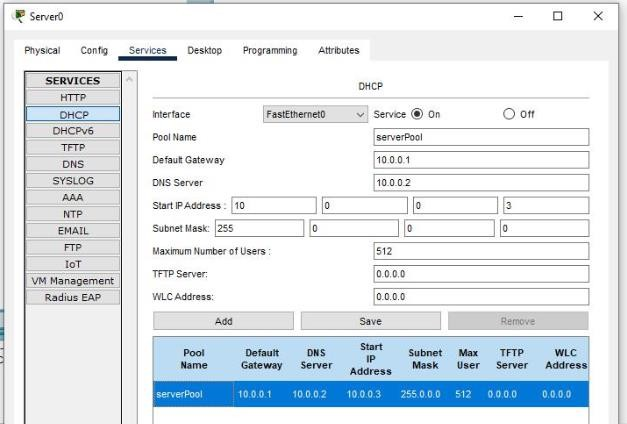 Server0
Physical Config Services Desktop Programming Attributes
SERVICES
HTTP
DHCP
DHCPv6
TFTP
DNS
SYSLOG
AAA
NTP
EMAIL
FTP
IoT
VM Management
Radius EAP
DHCP
Interface FastEthernet0 Service On Off
Pool Name serverPool
Default Gateway 10.0.0.1
DNS Server 10.0.0.2
Start IP Address : 10 0 0 3
Subnet Mask: 255 0 0 0
Maximum Number of Users : 512
TFTP Server: 0.0.0.0
WLC Address: 0.0.0.0
Add Save Remove
Pool Name Default Gateway DNS Server Start IP Address Subnet Mask Max User TFTP Server WLC Address
serverPool 10.0.0.1 10.0.0.2 10.0.0.3 255.0.0.0 512 0.0.0.0 0.0.0.0